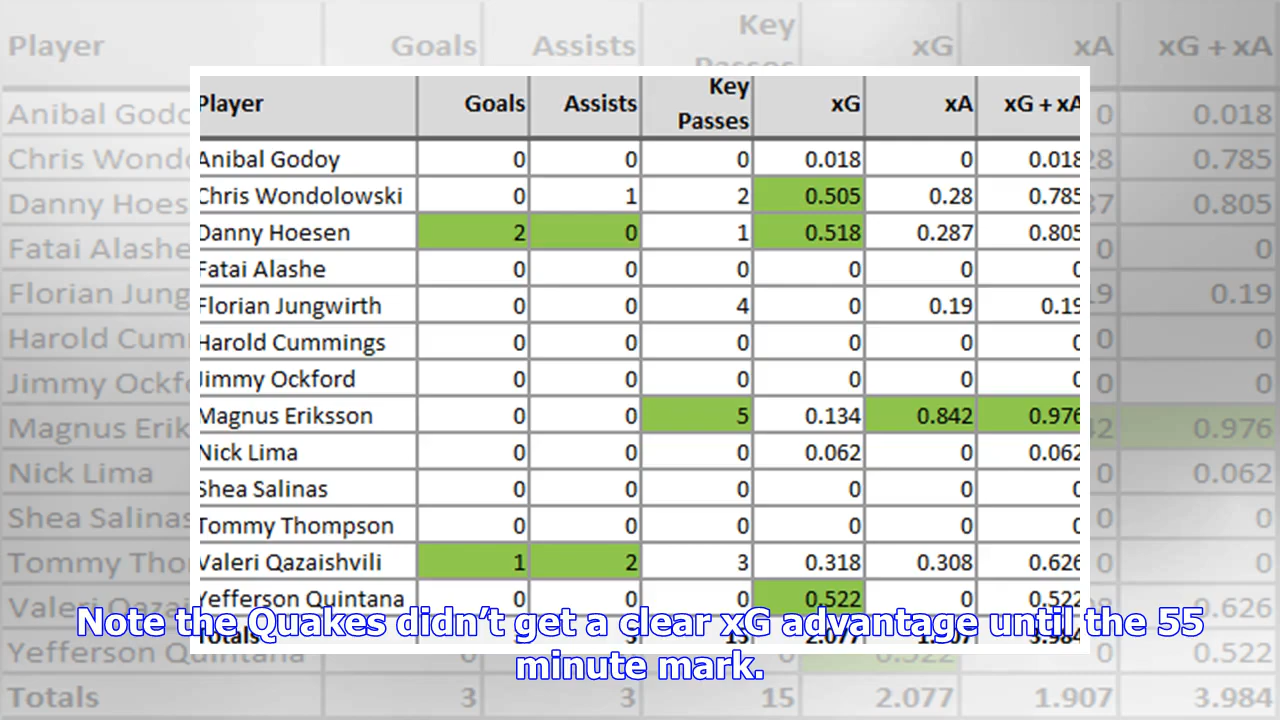 Player Goals Assists Key Passes xG xA xG + xA
Anibal Godoy 0 0 0 0.018 0 0.018
Chris Wondolowski 0 1 2 0.505 0.28 0.785
Danny Hoesen 2 0 1 0.518 0.287 0.805
Fatai Alashe 0 0 0 0 0 0
Florian Jungwirth 0 0 4 0 0.19 0.19
Harold Cummings 0 0 0 0 0 0
Jimmy Ockford 0 0 0 0 0 0
Magnus Eriksson 0 0 5 0.134 0.842 0.976
Nick Lima 0 0 0 0.062 0 0.062
Shea Salinas 0 0 0 0 0 0
Tommy Thompson 0 0 0 0 0 0
Valeri Qazaishvili 1 2 3 0.318 0.308 0.626
Yefferson Quintana 0 0 0 0.522 0 0.522
Totals 3 3 15 2.077 1.907 3.984
Note the Quakes didn’t get a clear xG advantage until the 55
minute mark.